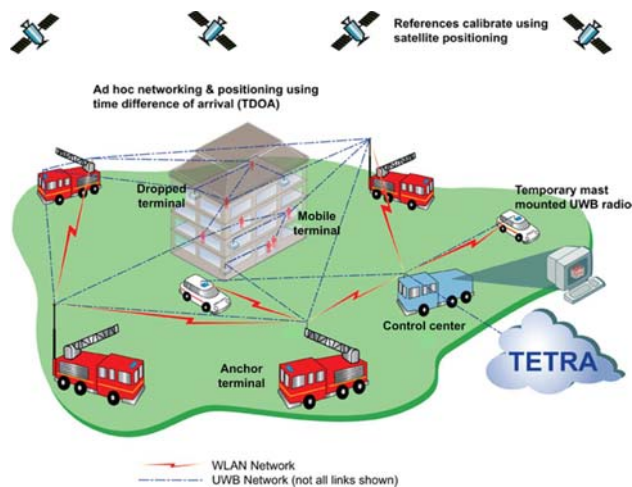 References calibrate using
satellite positioning
Ad hoc networking & positioning using
time difference of arrival (TDOA)
Dropped
terminal
Mobile
terminal
Temporary mast
mounted UWB radio
Control center
TETRA
Anchor
terminal
WLAN Network
UWB Network (not all links shown)